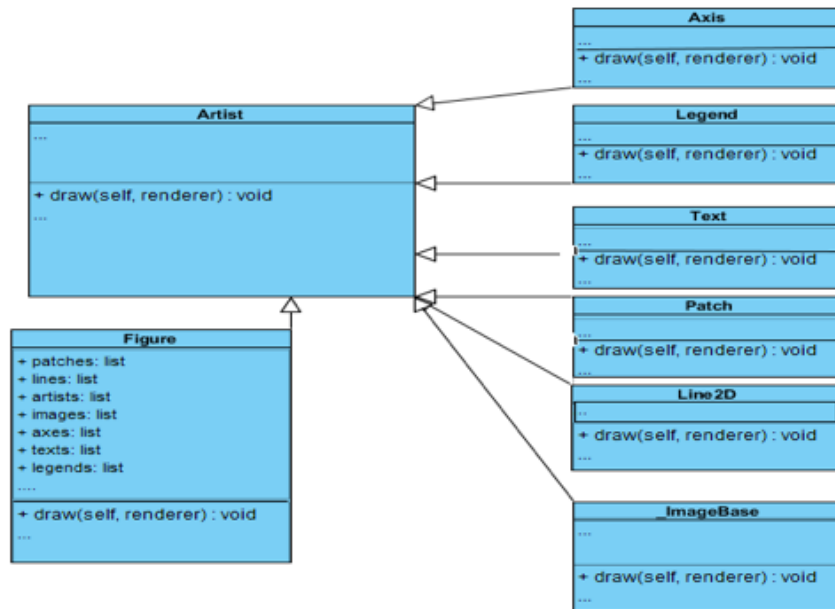 Axis
...
+ draw(self, renderer) : void
...
Artist
...
+ draw(self, renderer) : void
...
Legend
...
+ draw(self, renderer) : void
...
Text
...
+ draw(self, renderer) : void
...
Patch
...
+ draw(self, renderer) : void
...
Figure
+ patches: list
+ lines: list
+ artists: list
+ images: list
+ axes: list
+ texts: list
+ legends: list
....
+ draw(self, renderer) : void
...
Line2D
..
+ draw(self, renderer) : void
...
_ImageBase
...
+ draw(self, renderer) : void
...